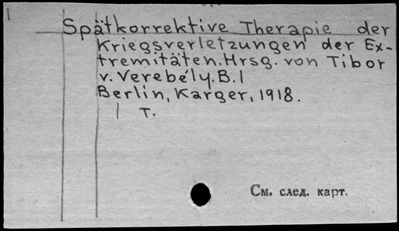 Spätkorrektive Therapie der
Kriegsverletzungen der Ex-
tremitäten. Hrsg. von Tibor
v. Verebély. B. I
Berlin, Karger, 1918.
T.
См. след. карт.